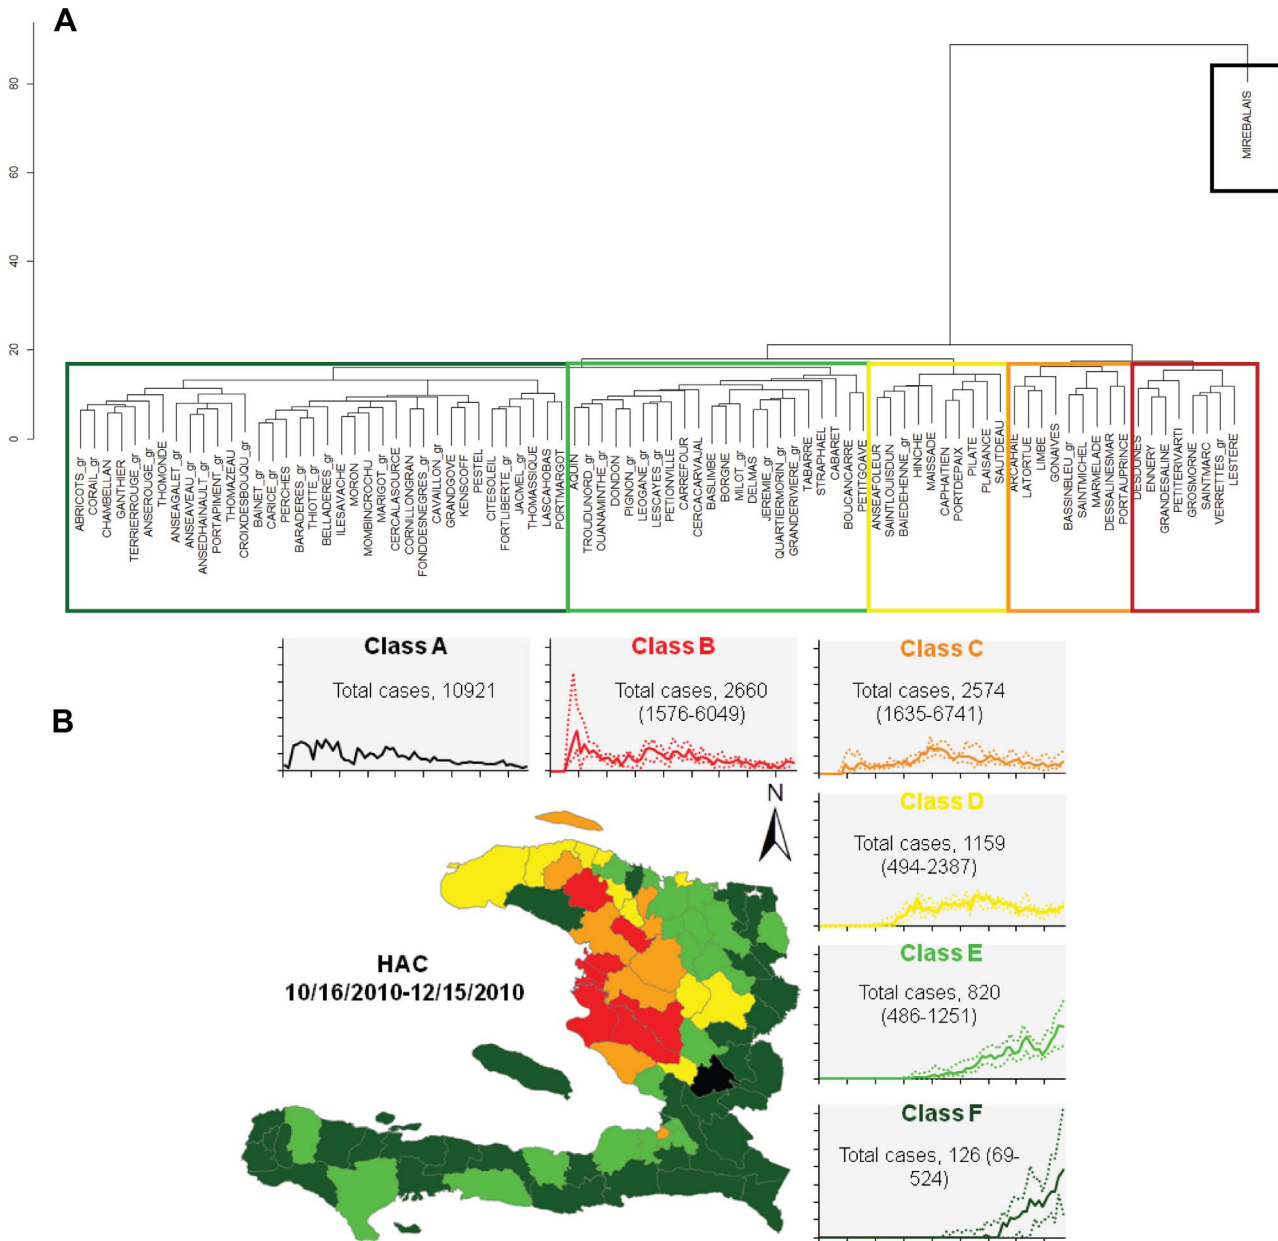 A
80
60
40
20
0
MIREBALAIS
ABRICOTS_gr
CORAIL_gr
CHAMBELLAN
GANTHIER
TERRIERROUGE_gr
ANSEROUGE_gr
THOMONDE
ANSEAGALET_gr
ANSEAVEAU_gr
ANSEDHAINAULT_gr
PORTAPIMENT_gr
THOMAZEAU
CROIXDESBOUQU_gr
BAINET_gr
CARICE_gr
PERCHES
BARADERES_gr
THIOTTE_gr
BELLADERES_gr
ILESAVACHE
MORON
MOMBINCROCHU
MARIGOT_gr
CERCALASOURCE
CORNILLONGRAN
FONDDESNEGRES_gr
CAVAILLON_gr
GRANDGOVE
KENSCOFF
PESTEL
CITESOLEIL
FORTLIBERTE_gr
JACMEL_gr
THOMASSIQUE
LASCAHOBAS
PORTMARGOT
AQUIN
TROUDUNORD_gr
OUANAMINTHE_gr
DONDON
PIGNON_gr
LEOGANE_gr
LESCAYES_gr
PETIONVILLE
CARREFOUR
CERCACARVAJAL
BASLIMBE
BORGNE
MILOT_gr
DELMAS
JEREMIE_gr
QUARTIERMORIN_gr
GRANDERIVIERE_gr
TABARRE
STRAPHAEL
CABARET
BOUCANCARRE
PETITGOAVE
ANSEAFOLEUR
SAINTLOUISDUN
BAIEDEHENNE_gr
HINCHE
MAISSADE
CAPHAITIEN
PORTDEPAIX
PILATE
PLAISANCE
SAUTDEAU
ARCAHAIE
LATORTUE
LIMBE
GONAIVES
BASSINBLEU_gr
SAINTMICHEL
MARMELADE
DESSALINESMAR
PORTAUPRINCE
DESDUNES
ENNERY
GRANDESALINE
PETITERIVARTI
GROSMORNE
SAINTMARC
VERRETTES_gr
LESTERE
B
Class A
Total cases, 10921
Class B
Total cases, 2660
(1576-6049)
Class C
Total cases, 2574
(1635-6741)
Class D
Total cases, 1159
(494-2387)
Class E
Total cases, 820
(486-1251)
Class F
Total cases, 126 (69-
524)
N
HAC
10/16/2010-12/15/2010